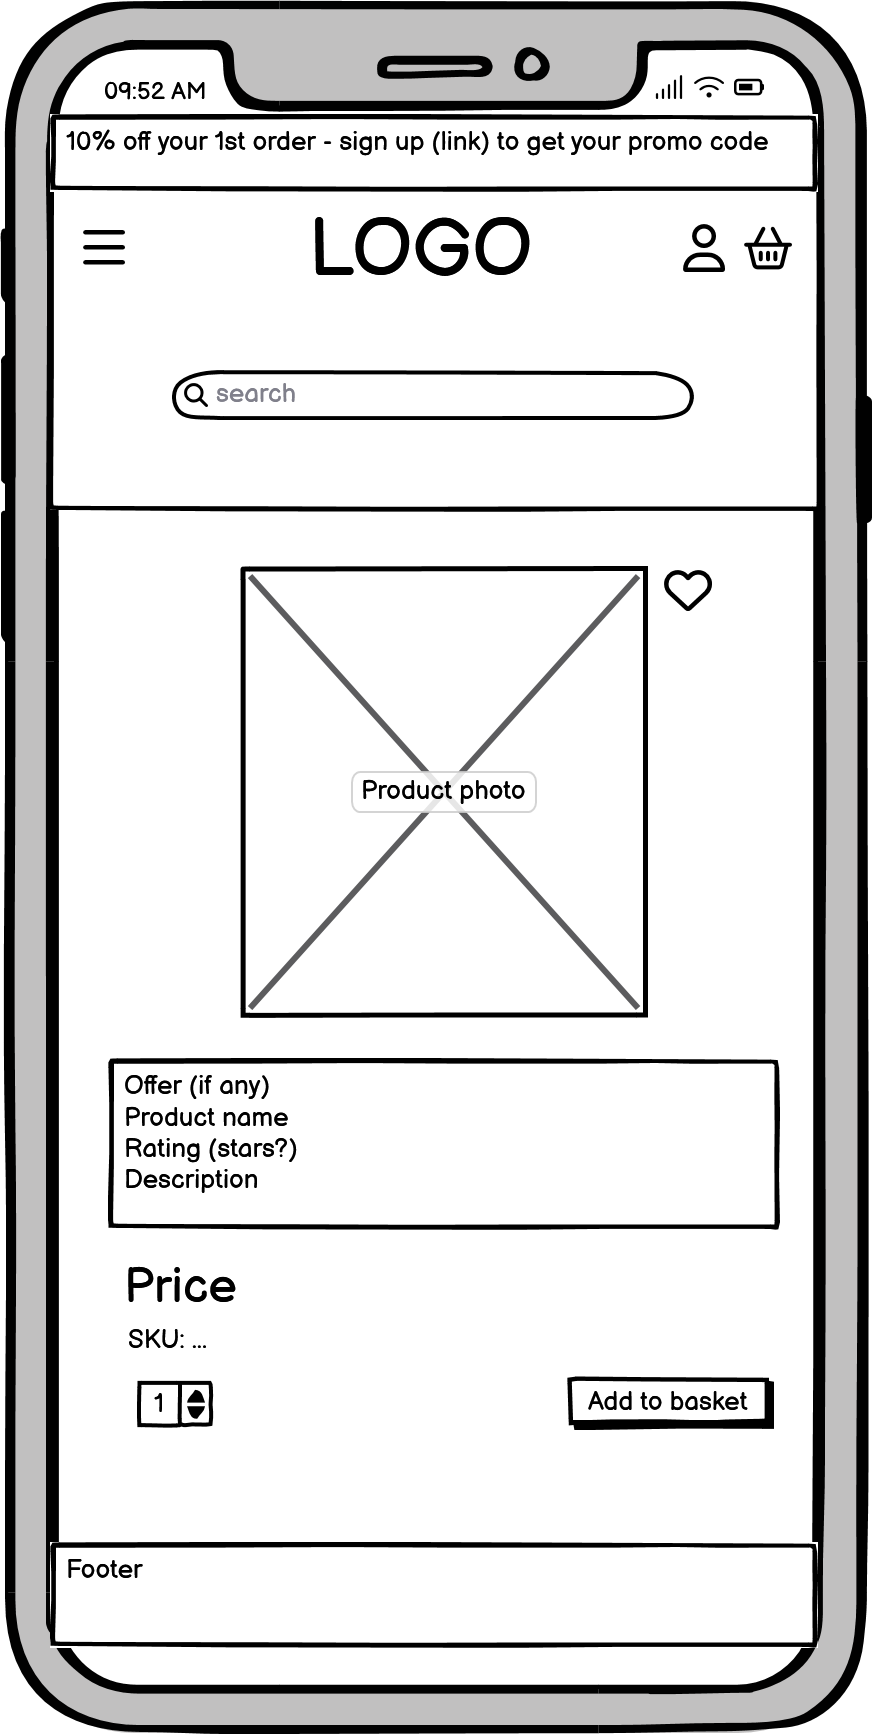 09:52 AM
10% off your 1st order - sign up (link) to get your promo code
LOGO
search
Product photo
Offer (if any)
Product name
Rating (stars?)
Description
Price
SKU: ...
1
Add to basket
Footer